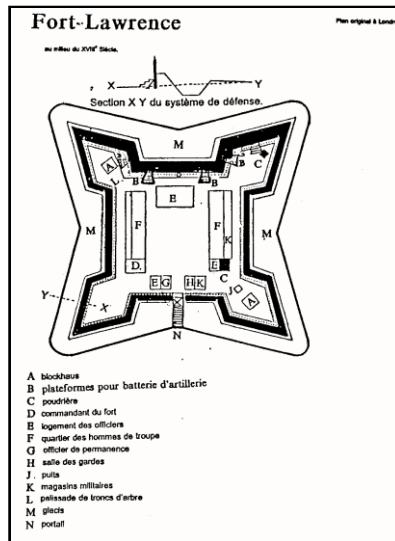 Fort-Lawrence
Plan original à Londr
au milieu du XVIIIe Siècle.
X Y
Section X Y du système de défense.
M
A B B C
L B B
E
M F F K M
D E
C
E G H K J
Y X A
N
A blockhaus
B plateformes pour batterie d'artillerie
C poudrière
D commandant du fort
E logement des officiers
F quartier des hommes de troupe
G officier de permanence
H salle des gardes
J . puits
K magasins militaires
L palissade de troncs d'arbre
M glacis
N portail